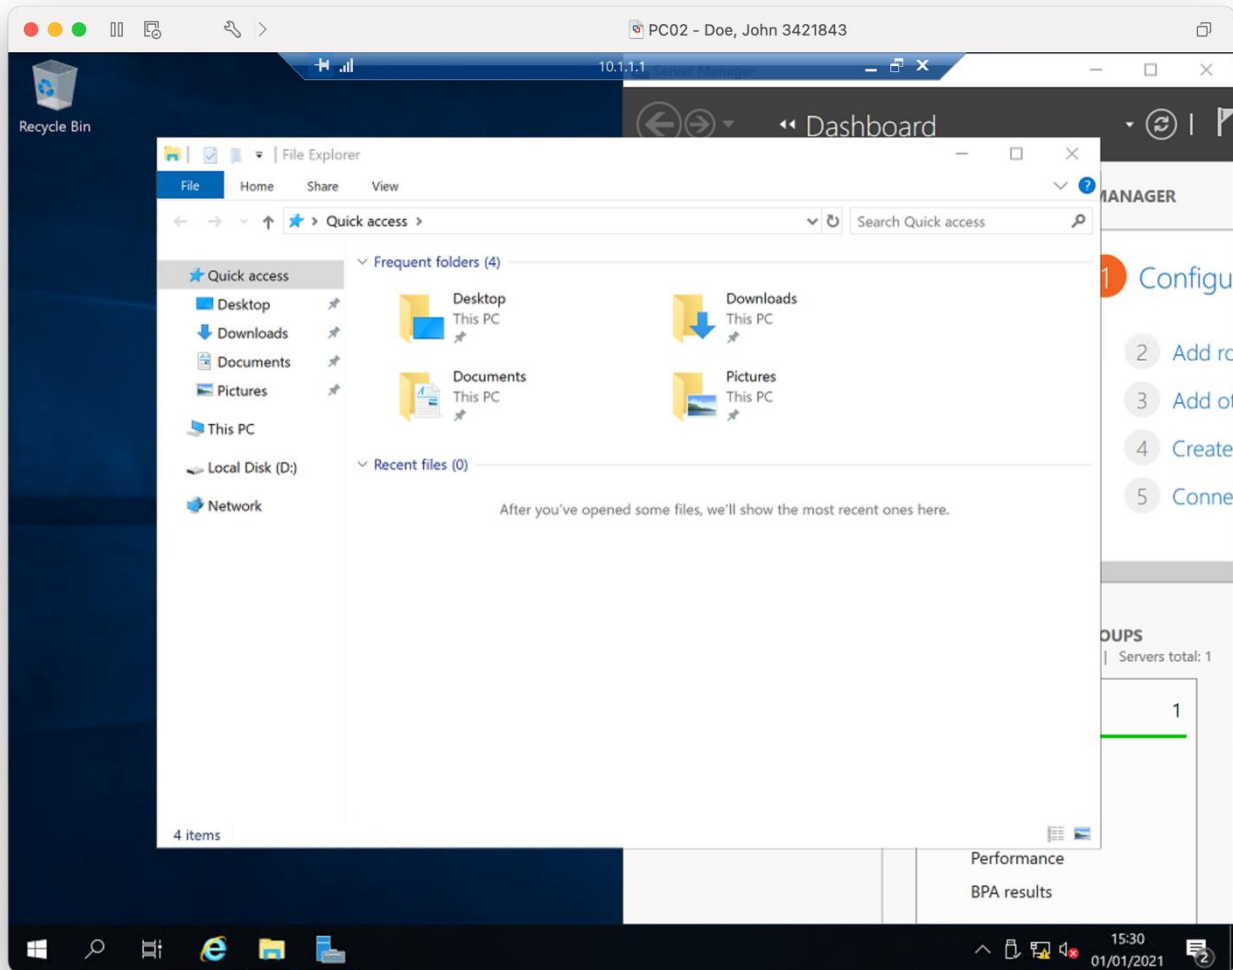 PC02 - Doe, John 3421843
Recycle Bin
10.1.1.1
Server Manager
Dashboard
File Explorer
File Home Share View
Quick access
Search Quick access
MANAGER
Quick access
Desktop
Downloads
Documents
Pictures
This PC
Local Disk (D:)
Network
Frequent folders (4)
Desktop
This PC
Downloads
This PC
Documents
This PC
Pictures
This PC
Recent files (0)
After you've opened some files, we'll show the most recent ones here.
4 items
1 Configu
2 Add ro
3 Add ot
4 Create
5 Conne
OUPS
| Servers total: 1
1
Performance
BPA results
15:30
01/01/2021
2